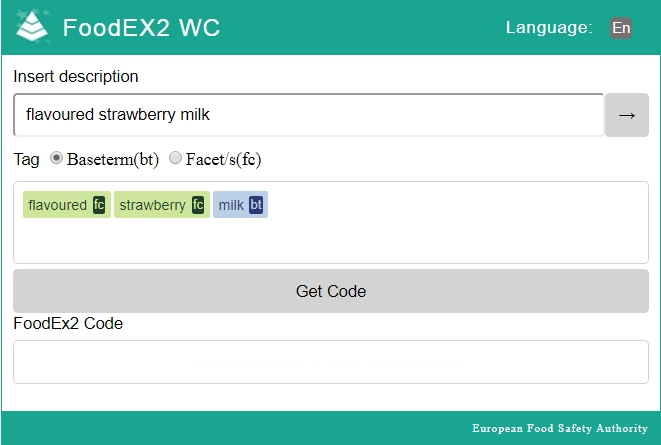 FoodEX2 WC
Language: En
Insert description
flavoured strawberry milk
→
Tag Baseterm(bt) Facet/s(fc)
flavoured fc strawberry fc milk bt
Get Code
FoodEx2 Code
European Food Safety Authority